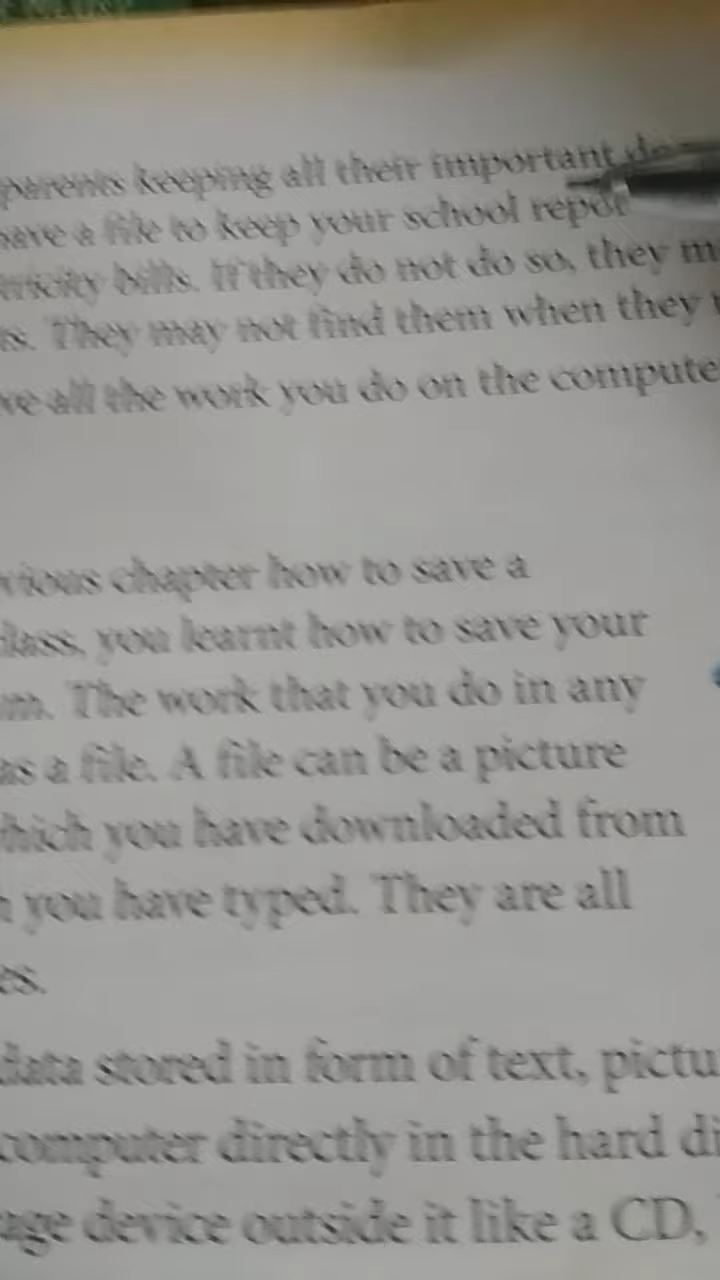 parents keeping all their important
have a file to keep your school repor
tricity bills. If they do not do so, they m
ts. They may not find them when they
ve all the work you do on the compute
vious chapter how to save a
class, you learnt how to save your
m. The work that you do in any
as a file. A file can be a picture
which you have downloaded from
h you have typed. They are all
es.
data stored in form of text, pictu
computer directly in the hard di
age device outside it like a CD,